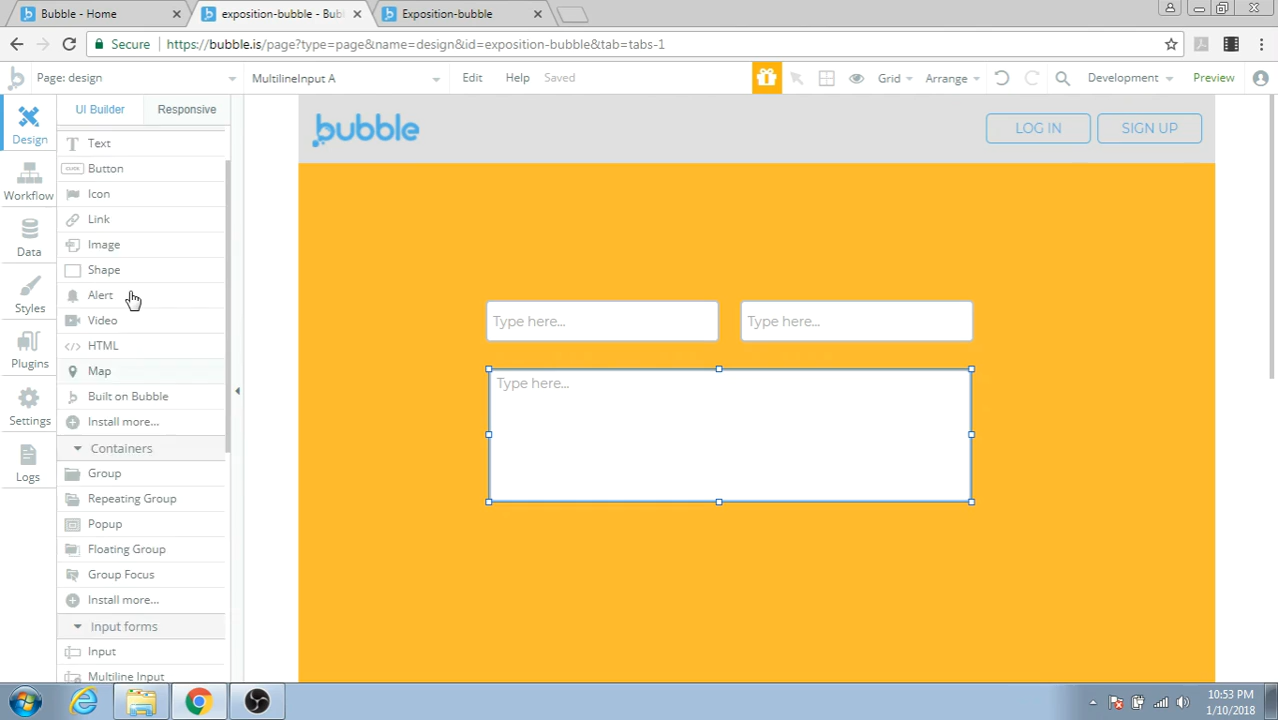 Bubble - Home
exposition-bubble - Bubl
Exposition-bubble
Secure
https://bubble.is/page?type=page&name=design&id=exposition-bubble&tab=tabs-1
Page: design
MultilineInput A
Edit
Help
Saved
Grid
Arrange
Development
Preview
Design
Workflow
Data
Styles
Plugins
Settings
Logs
UI Builder
Responsive
Text
CLICK
Button
Icon
Link
Image
Shape
Alert
Video
HTML
Map
Built on Bubble
Install more...
Containers
Group
Repeating Group
Popup
Floating Group
Group Focus
Install more...
Input forms
Input
Multiline Input
bubble
LOG IN
SIGN UP
Type here...
Type here...
Type here...
10:53 PM
1/10/2018